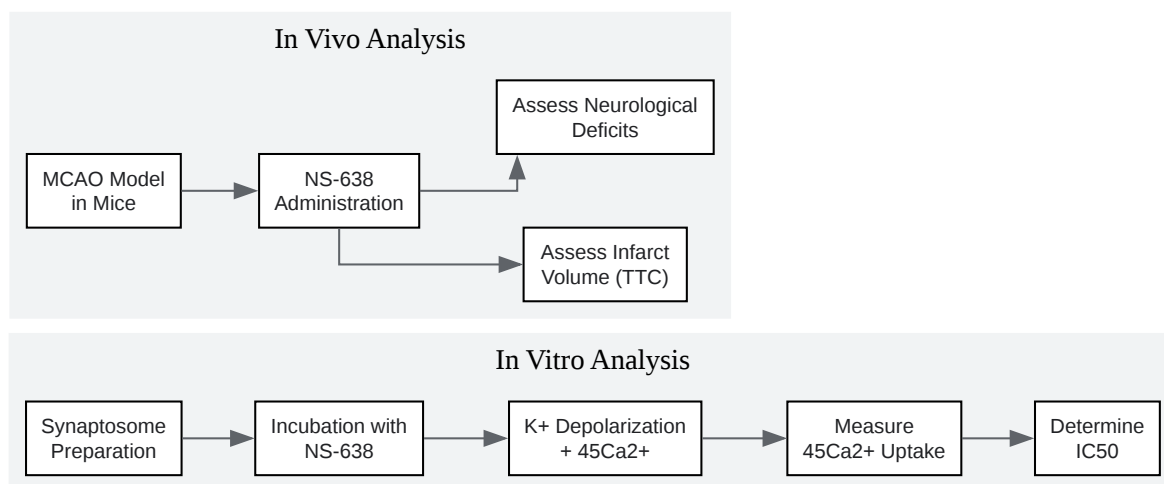 In Vivo Analysis
Assess Neurological
Deficits
MCAO Model
in Mice
NS-638
Administration
Assess Infarct
Volume (TTC)
In Vitro Analysis
Synaptosome
Preparation
Incubation with
NS-638
K+ Depolarization
+ 45Ca2+
Measure
45Ca2+ Uptake
Determine
IC50